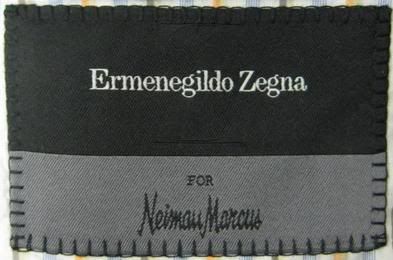 Ermenegildo Zegna
FOR
Neiman Marcus